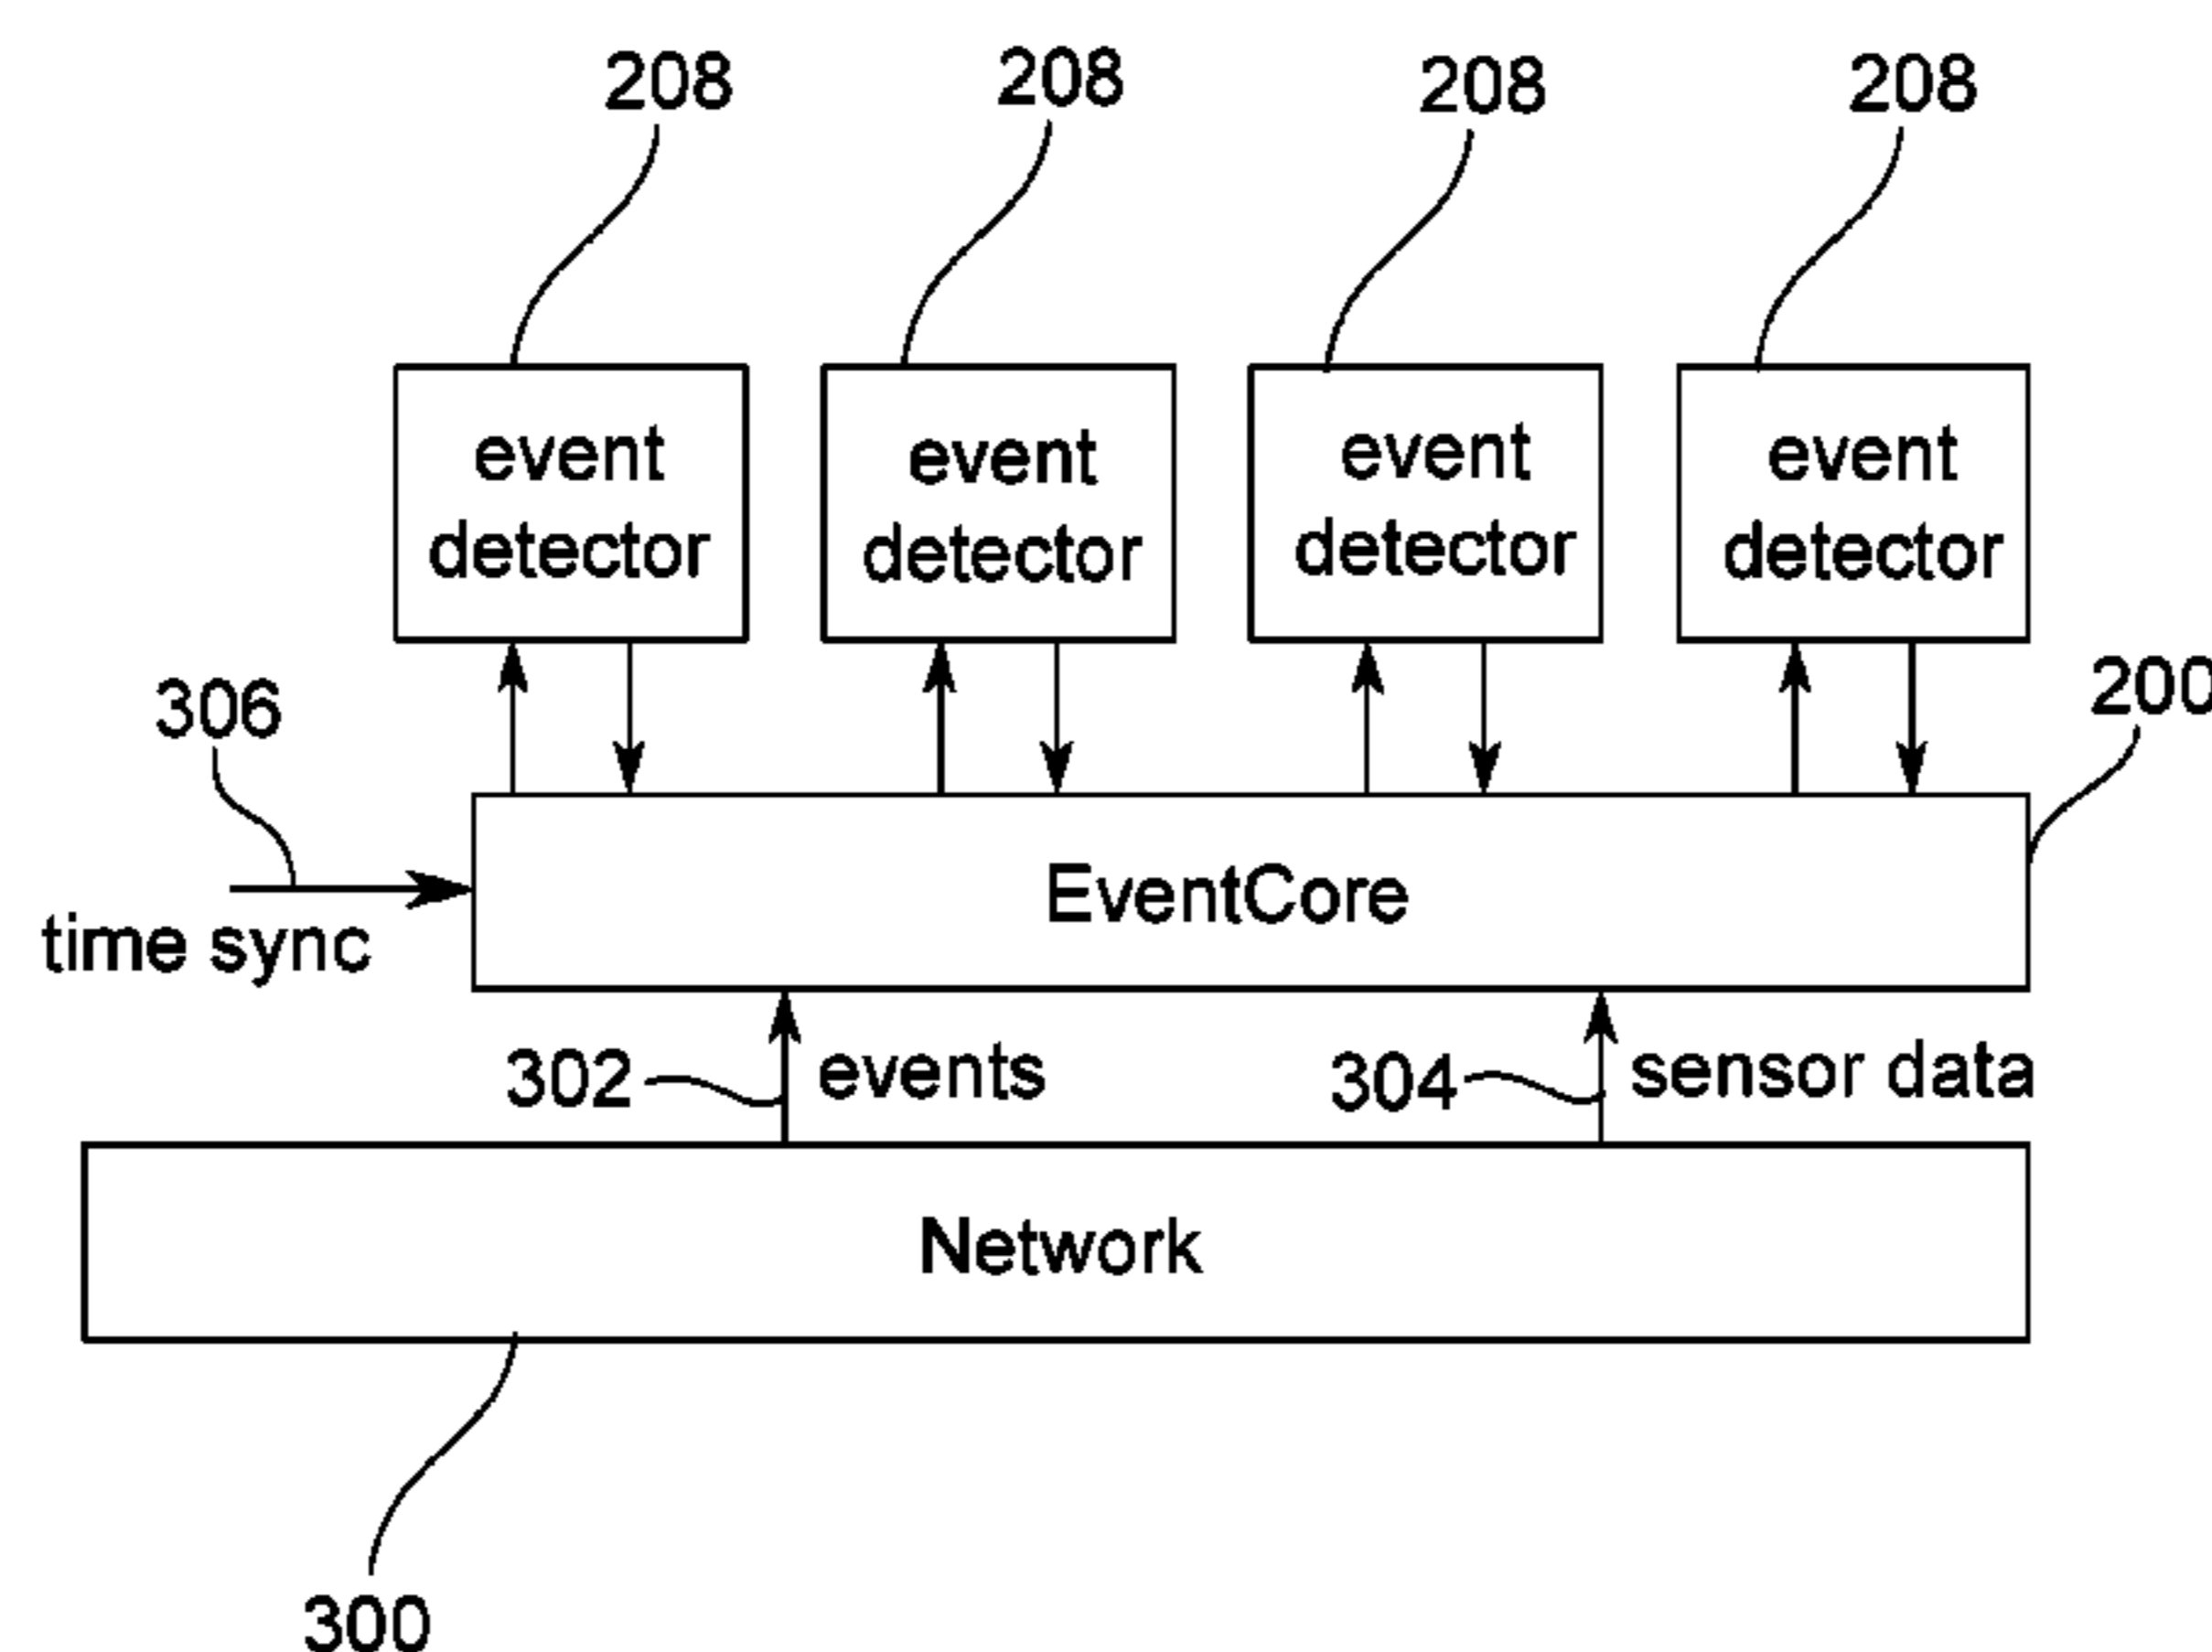 208
208
208
208
event
detector
event
detector
event
detector
event
detector
306
200
time sync
EventCore
302
events
304
sensor data
Network
300